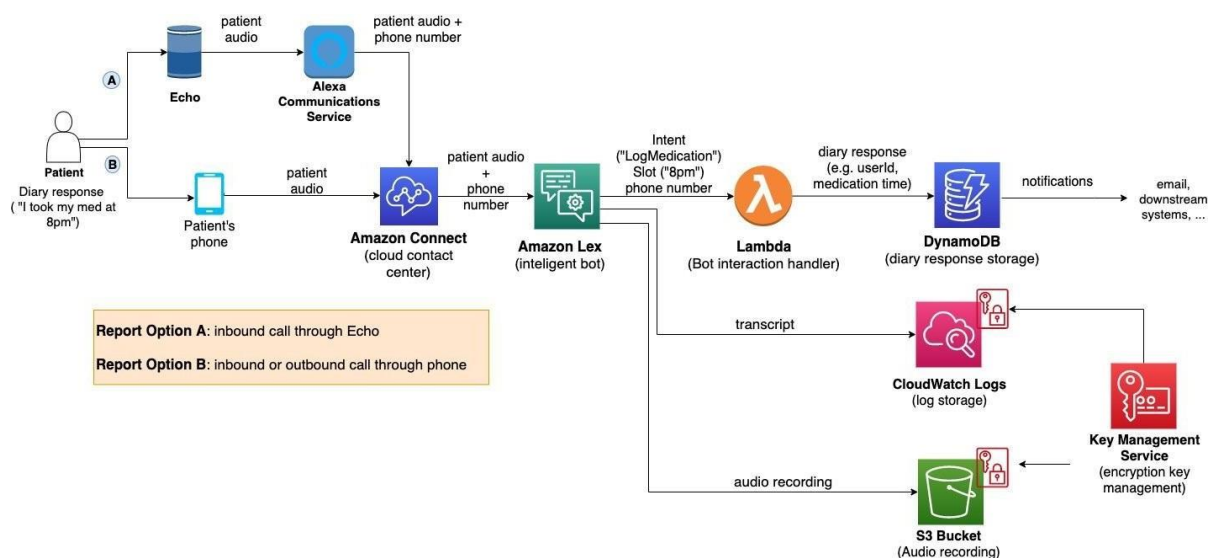 patient
audio
patient audio +
phone number
A
Echo
Alexa
Communications
Service
B
Patient
Diary response
( "I took my med at
8pm")
patient
audio
Patient's
phone
Amazon Connect
(cloud contact
center)
patient audio
+
phone
number
Amazon Lex
(inteligent bot)
Intent
("LogMedication")
Slot ("8pm")
phone number
Lambda
(Bot interaction handler)
diary response
(e.g. userId,
medication time)
DynamoDB
(diary response storage)
notifications
email,
downstream
systems, ...
Report Option A: inbound call through Echo
Report Option B: inbound or outbound call through phone
transcript
CloudWatch Logs
(log storage)
Key Management
Service
(encryption key
management)
audio recording
S3 Bucket
(Audio recording)